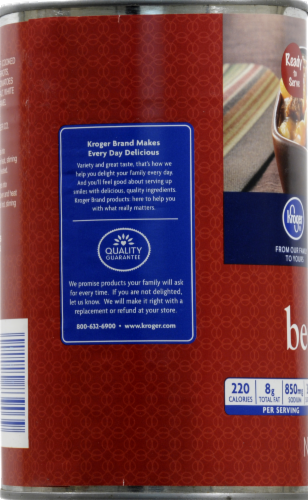 Kroger Brand Makes
Every Day Delicious
Variety and great taste, that's how we
help you delight your family every day.
And you'll feel good about serving up
smiles with delicious, quality ingredients.
Kroger Brand products: here to help you
with what really matters.
QUALITY
GUARANTEE
We promise products your family will ask
for every time. If you are not delighted,
let us know. We will make it right with a
replacement or refund at your store.
800-632-6900 • www.kroger.com
Ready
Serve
Kroger
FROM OUR
TO YOURS
be
220
CALORIES
8g
TOTAL FAT
850mg
SODIUM
PER SERVING